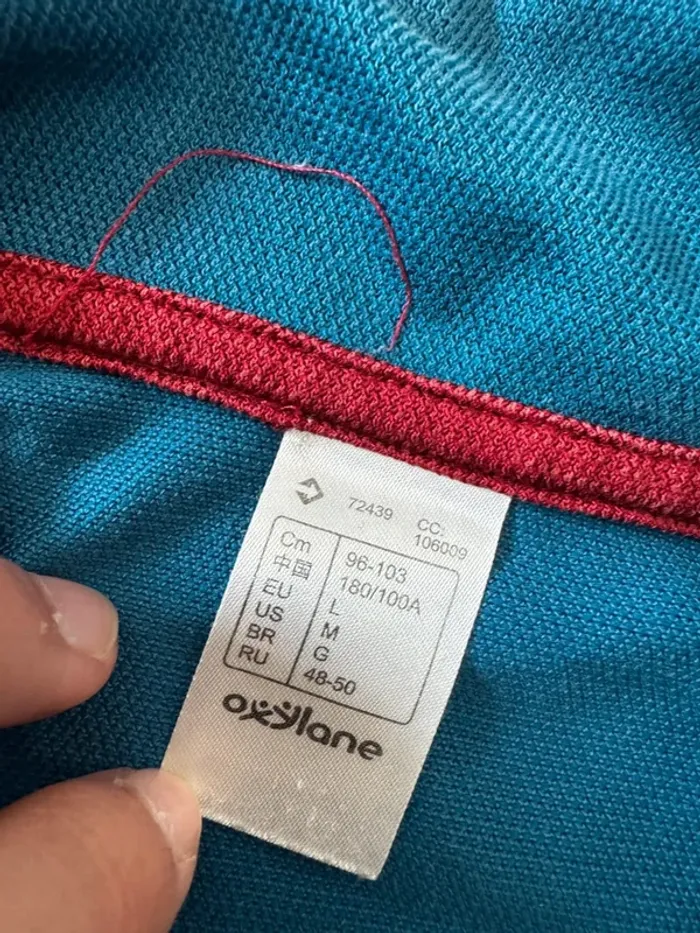 72439 CC:
106009
Cm 96-103
中国 180/100A
EU L
US M
BR G
RU 48-50
oxylane